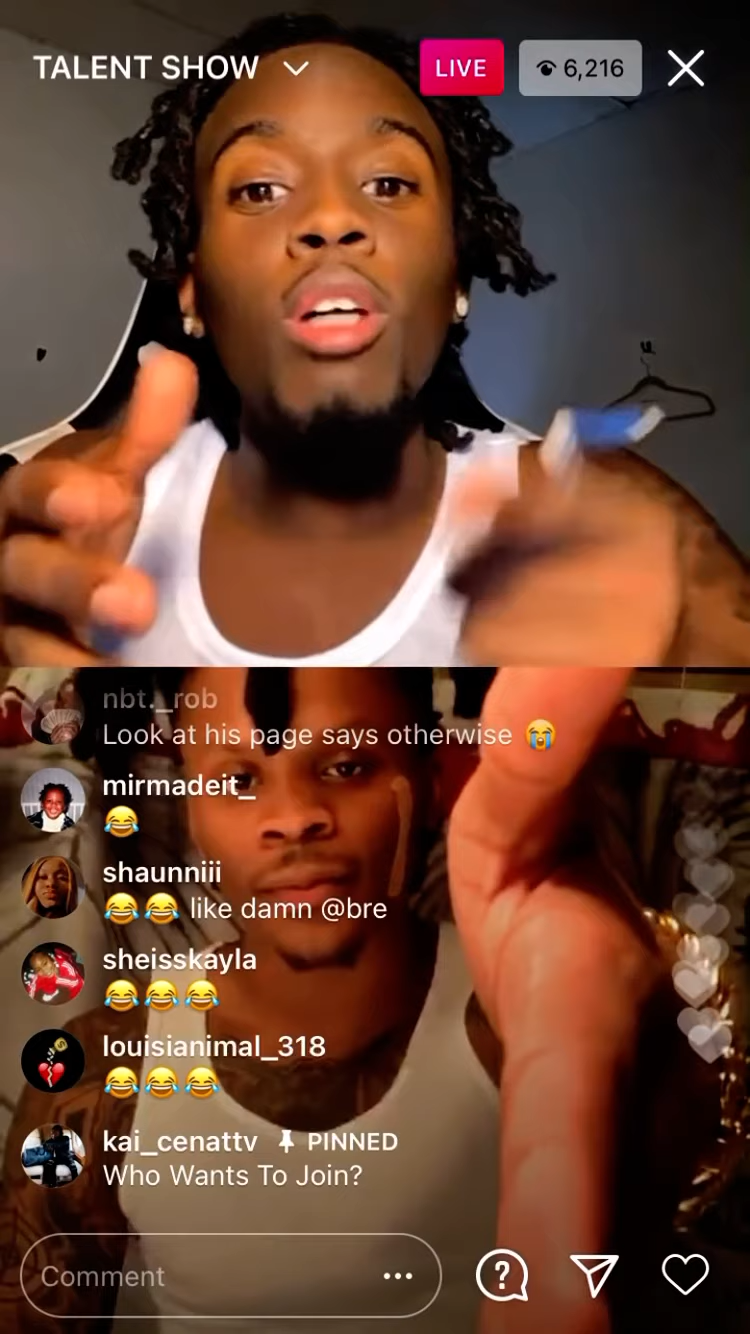 TALENT SHOW
LIVE
6,216
nbt._rob
Look at his page says otherwise 😭
mirmadeit_
😂
shaunniii
😂😂 like damn @bre
sheisskayla
😂😂😂
louisianimal_318
😂😂😂
kai_cenattv PINNED
Who Wants To Join?
Comment